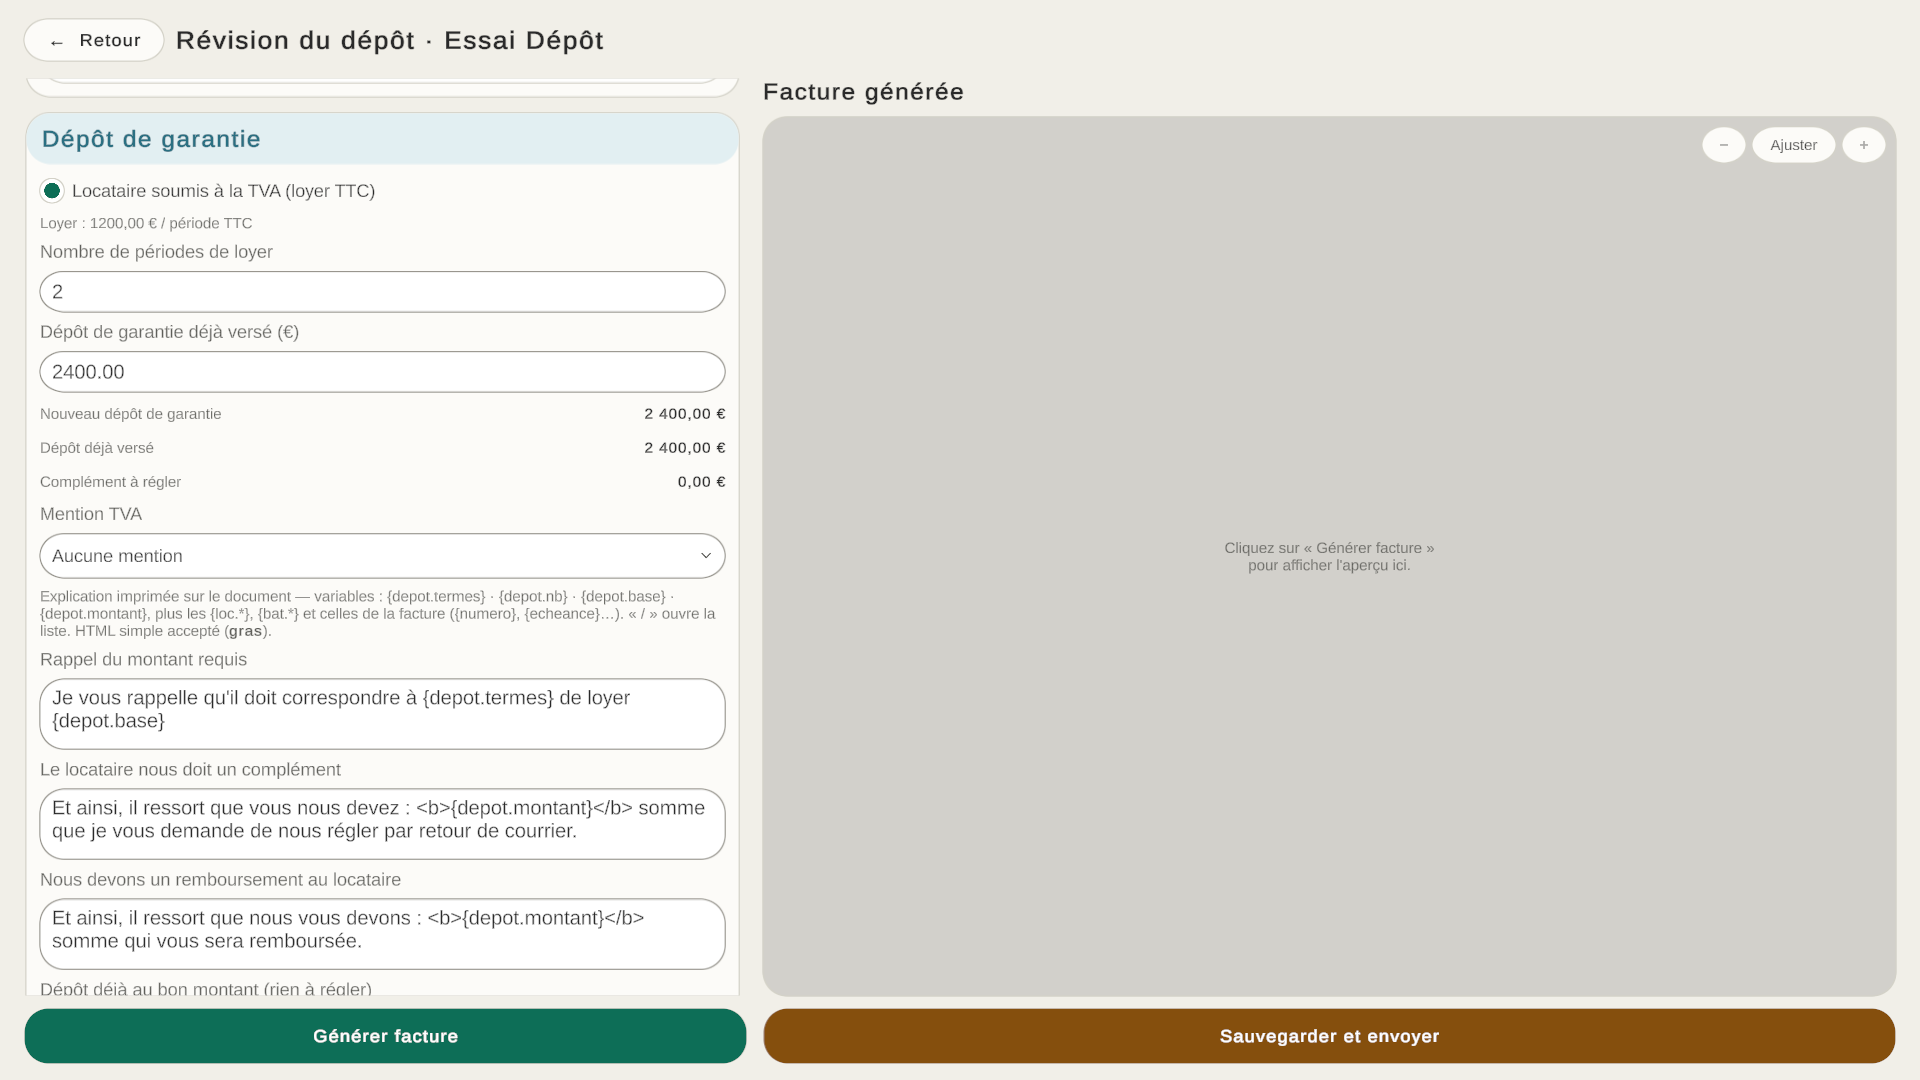 ← Retour
Révision du dépôt · Essai Dépôt
Dépôt de garantie
Locataire soumis à la TVA (loyer TTC)
Loyer : 1200,00 € / période TTC
Nombre de périodes de loyer
2
Dépôt de garantie déjà versé (€)
2400.00
Nouveau dépôt de garantie 2 400,00 €
Dépôt déjà versé 2 400,00 €
Complément à régler 0,00 €
Mention TVA
Aucune mention
Explication imprimée sur le document — variables : {depot.termes} · {depot.nb} · {depot.base} ·
{depot.montant}, plus les {loc.*}, {bat.*} et celles de la facture ({numero}, {echeance}…). « / » ouvre la
liste. HTML simple accepté (gras).
Rappel du montant requis
Je vous rappelle qu'il doit correspondre à {depot.termes} de loyer
{depot.base}
Le locataire nous doit un complément
Et ainsi, il ressort que vous nous devez : <b>{depot.montant}</b> somme
que je vous demande de nous régler par retour de courrier.
Nous devons un remboursement au locataire
Et ainsi, il ressort que nous vous devons : <b>{depot.montant}</b>
somme qui vous sera remboursée.
Dépôt déjà au bon montant (rien à régler)
Générer facture
Facture générée
− Ajuster +
Cliquez sur « Générer facture »
pour afficher l'aperçu ici.
Sauvegarder et envoyer